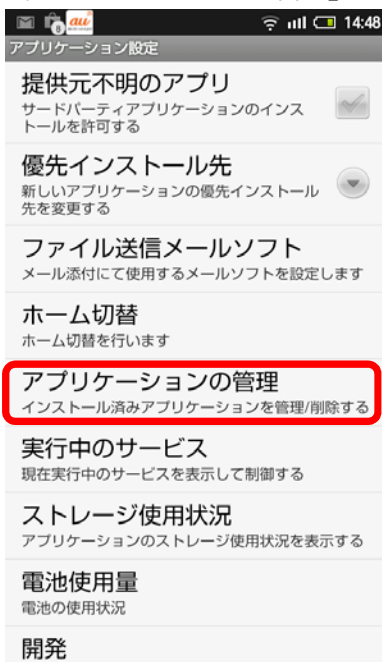 8
au
14:48
アプリケーション設定
提供元不明のアプリ
サードパーティアプリケーションのインス
トールを許可する
優先インストール先
新しいアプリケーションの優先インストール
先を変更する
ファイル送信メールソフト
メール添付にて使用するメールソフトを設定します
ホーム切替
ホーム切替を行います
アプリケーションの管理
インストール済みアプリケーションを管理/削除する
実行中のサービス
現在実行中のサービスを表示して制御する
ストレージ使用状況
アプリケーションのストレージ使用状況を表示する
電池使用量
電池の使用状況
開発